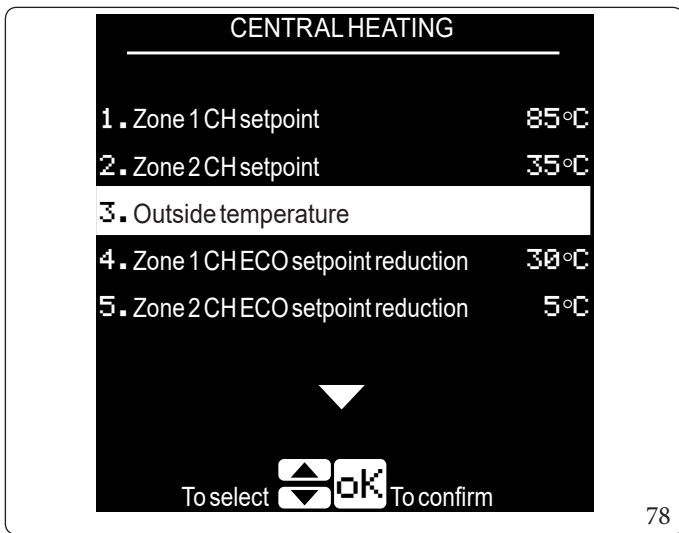 CENTRAL HEATING
1. Zone 1 CH setpoint 85°C
2. Zone 2 CH setpoint 35°C
3. Outside temperature
4. Zone 1 CH ECO setpoint reduction 30°C
5. Zone 2 CH ECO setpoint reduction 5°C
To select oK To confirm
78